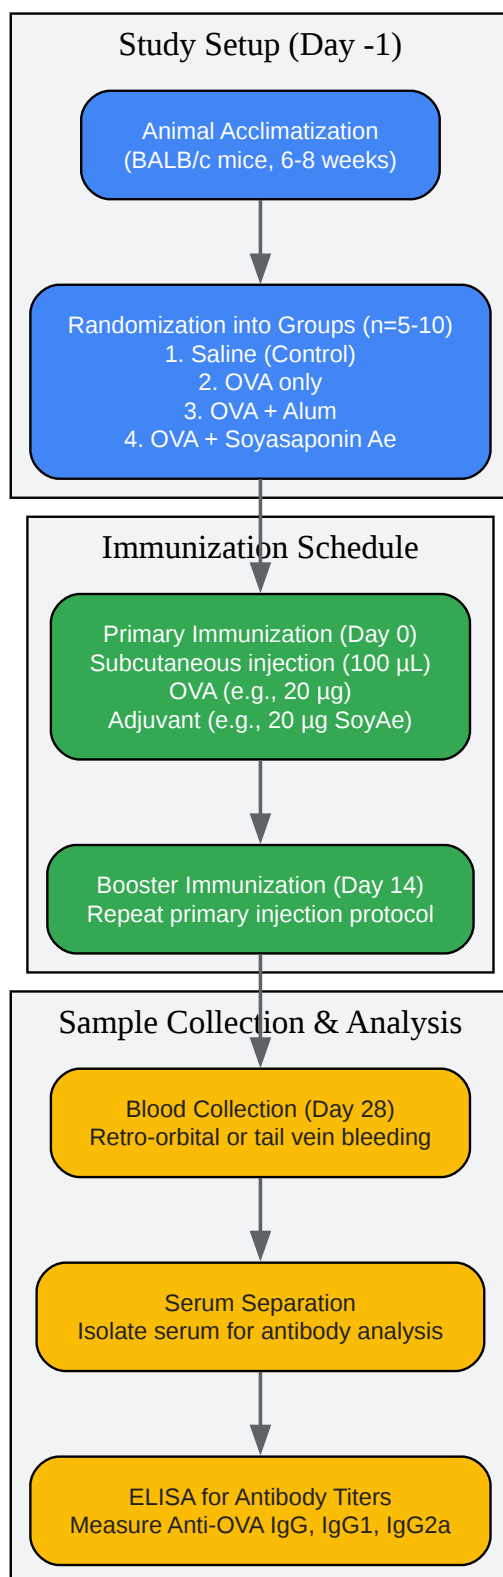 Study Setup (Day -1)
Animal Acclimatization
(BALB/c mice, 6-8 weeks)
Randomization into Groups (n=5-10)
1. Saline (Control)
2. OVA only
3. OVA + Alum
4. OVA + Soyasaponin Ae
Immunization Schedule
Primary Immunization (Day 0)
Subcutaneous injection (100 µL)
OVA (e.g., 20 µg)
Adjuvant (e.g., 20 µg SoyAe)
Booster Immunization (Day 14)
Repeat primary injection protocol
Sample Collection & Analysis
Blood Collection (Day 28)
Retro-orbital or tail vein bleeding
Serum Separation
Isolate serum for antibody analysis
ELISA for Antibody Titers
Measure Anti-OVA IgG, IgG1, IgG2a